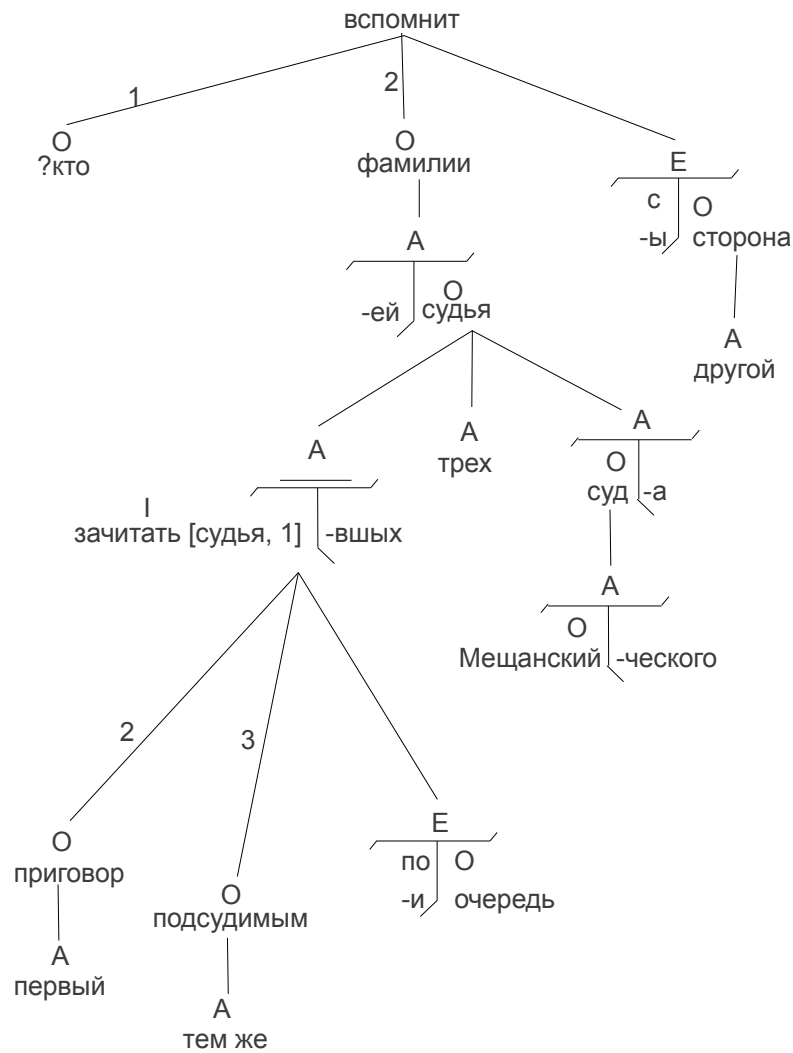 вспомнит
1
2
О
?кто
О
фамилии
Е
с О
-ы сторона
А
другой
А
О
-ей судья
А
А
трех
А
О
суд -а
I
зачитать [судья, 1] -вшых
А
О
Мещанский -ческого
2
3
О
приговор
А
первый
О
подсудимым
А
тем же
Е
по О
-и очередь